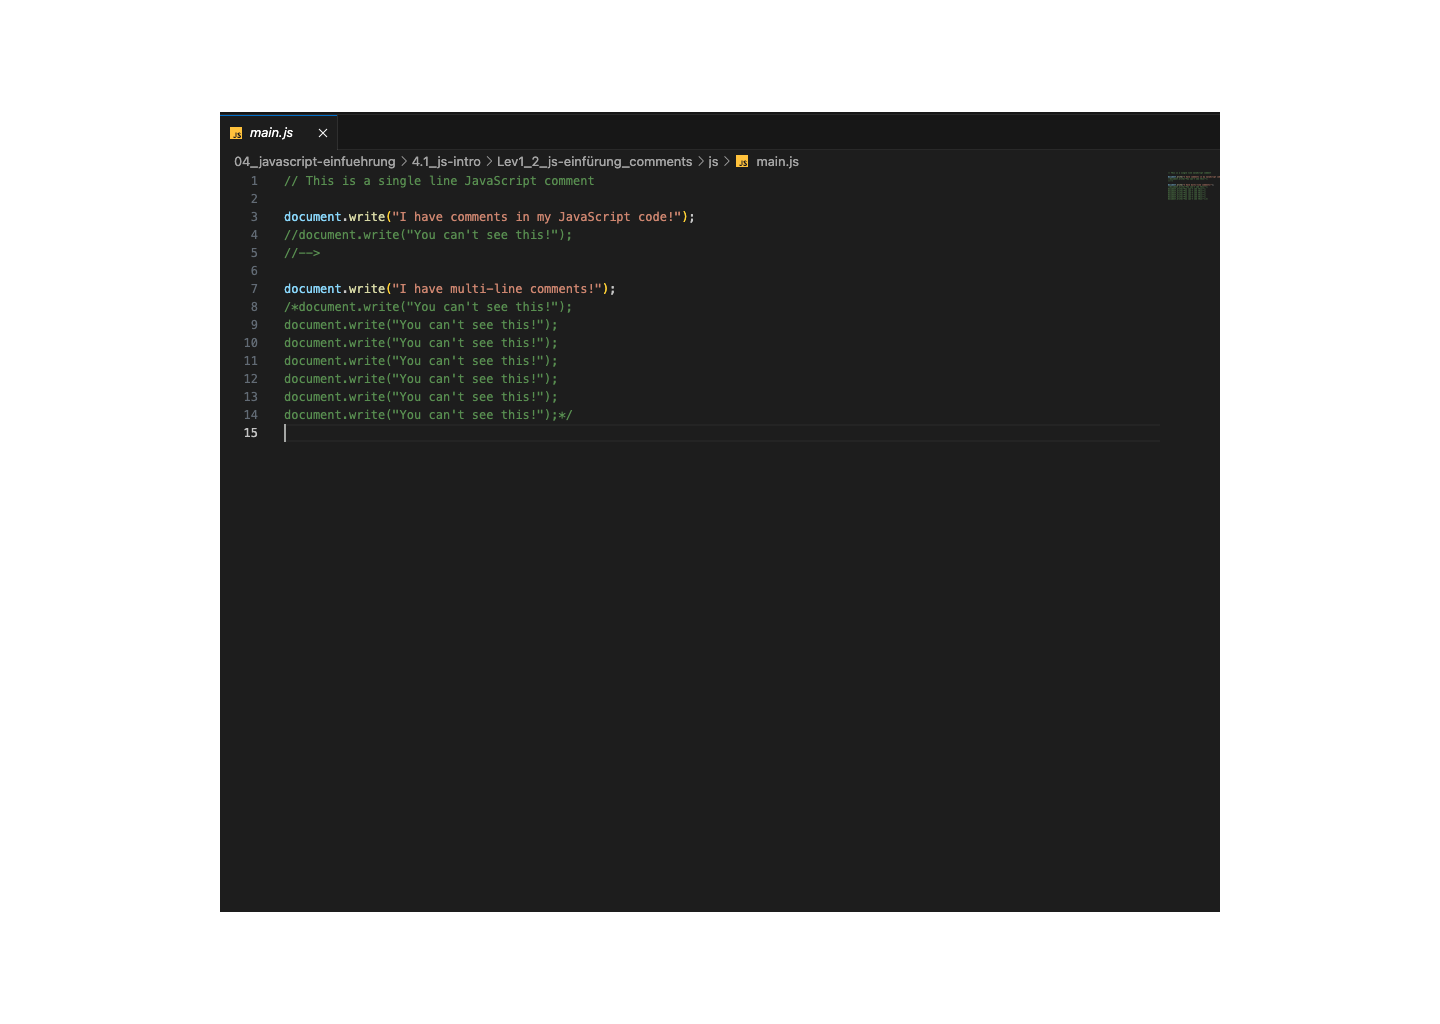 main.js
04_javascript-einfuehrung > 4.1_js-intro > Lev1_2_js-einfürung_comments > js > JS main.js
1 // This is a single line JavaScript comment
2
3 document.write("I have comments in my JavaScript code!");
4 //document.write("You can't see this!");
5 //-->
6
7 document.write("I have multi-line comments!");
8 /*document.write("You can't see this!");
9 document.write("You can't see this!");
10 document.write("You can't see this!");
11 document.write("You can't see this!");
12 document.write("You can't see this!");
13 document.write("You can't see this!");
14 document.write("You can't see this!");*/
15